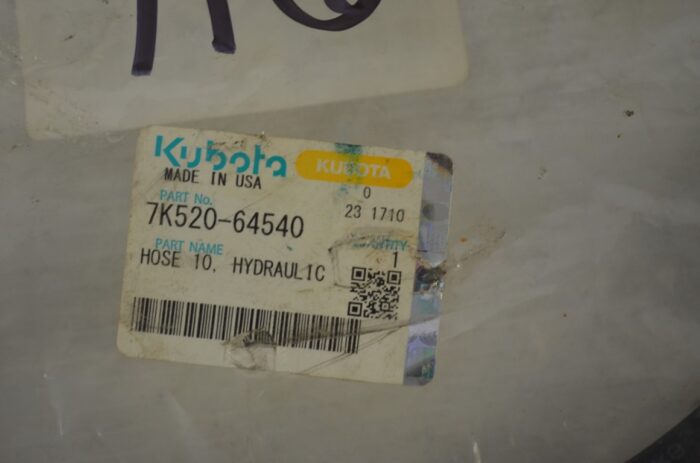 Kubota KUBOTA
MADE IN USA
0
PART No.
23 1710
7K520-64540
PART NAME
QUANTITY
HOSE 10, HYDRAULIC
1